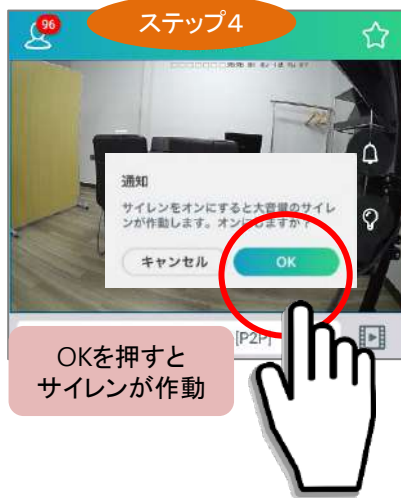 ステップ4
96
通知
サイレンをオンにすると大音量のサイレ
ンが作動します。オンにしますか?
キャンセル
OK
[P2P]
OKを押すと
サイレンが作動